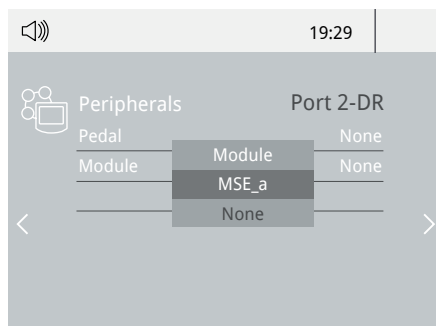 19:29
Peripherals Port 2-DR
Pedal None
Module None
Module
MSE_a
None